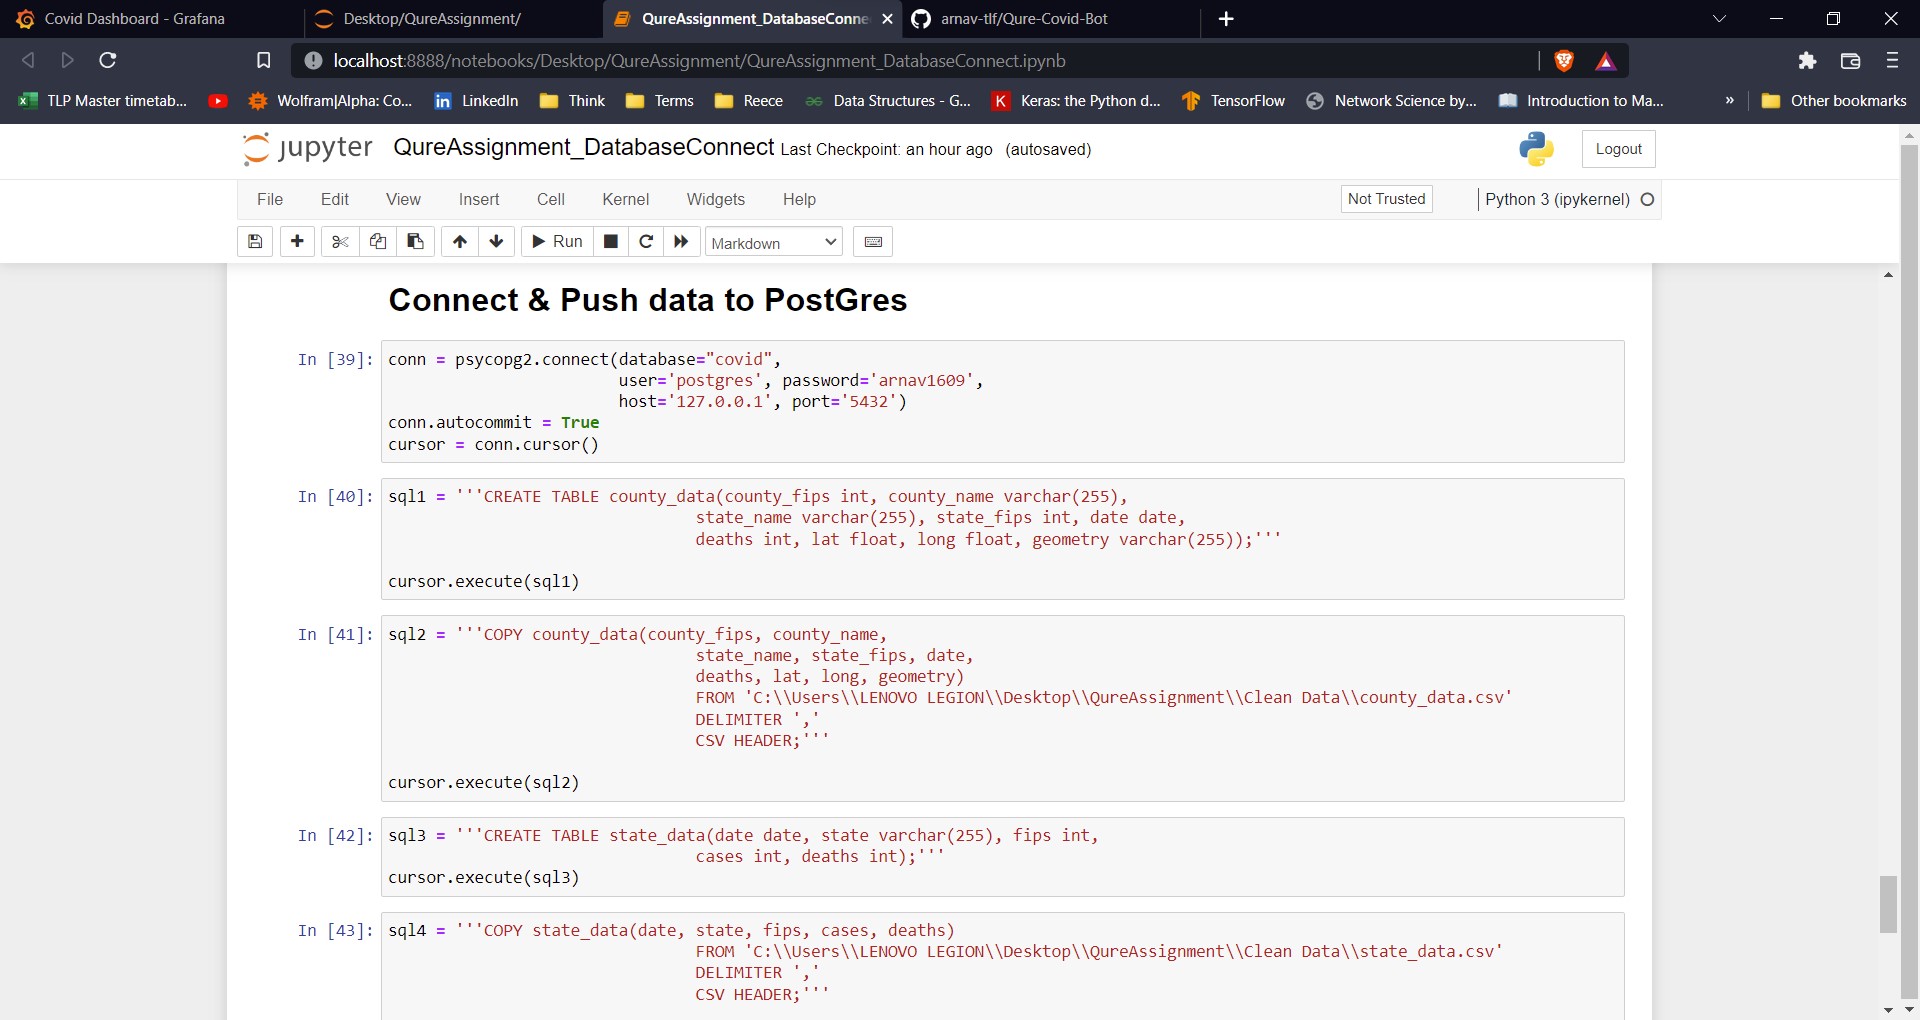 Covid Dashboard - Grafana
Desktop/QureAssignment/
QureAssignment_DatabaseConne
arnav-tlf/Qure-Covid-Bot
localhost:8888/notebooks/Desktop/QureAssignment/QureAssignment_DatabaseConnect.ipynb
TLP Master timetab... Wolfram|Alpha: Co... LinkedIn Think Terms Reece Data Structures - G... Keras: the Python d... TensorFlow Network Science by... Introduction to Ma... » Other bookmarks
jupyter QureAssignment_DatabaseConnect Last Checkpoint: an hour ago (autosaved) Logout
File Edit View Insert Cell Kernel Widgets Help Not Trusted Python 3 (ipykernel)
Run Markdown
Connect & Push data to PostGres
In [39]: conn = psycopg2.connect(database="covid",
user='postgres', password='arnav1609',
host='127.0.0.1', port='5432')
conn.autocommit = True
cursor = conn.cursor()
In [40]: sql1 = '''CREATE TABLE county_data(county_fips int, county_name varchar(255),
state_name varchar(255), state_fips int, date date,
deaths int, lat float, long float, geometry varchar(255));'''
cursor.execute(sql1)
In [41]: sql2 = '''COPY county_data(county_fips, county_name,
state_name, state_fips, date,
deaths, lat, long, geometry)
FROM 'C:\\Users\\LENOVO LEGION\\Desktop\\QureAssignment\\Clean Data\\county_data.csv'
DELIMITER ','
CSV HEADER;'''
cursor.execute(sql2)
In [42]: sql3 = '''CREATE TABLE state_data(date date, state varchar(255), fips int,
cases int, deaths int);'''
cursor.execute(sql3)
In [43]: sql4 = '''COPY state_data(date, state, fips, cases, deaths)
FROM 'C:\\Users\\LENOVO LEGION\\Desktop\\QureAssignment\\Clean Data\\state_data.csv'
DELIMITER ','
CSV HEADER;'''